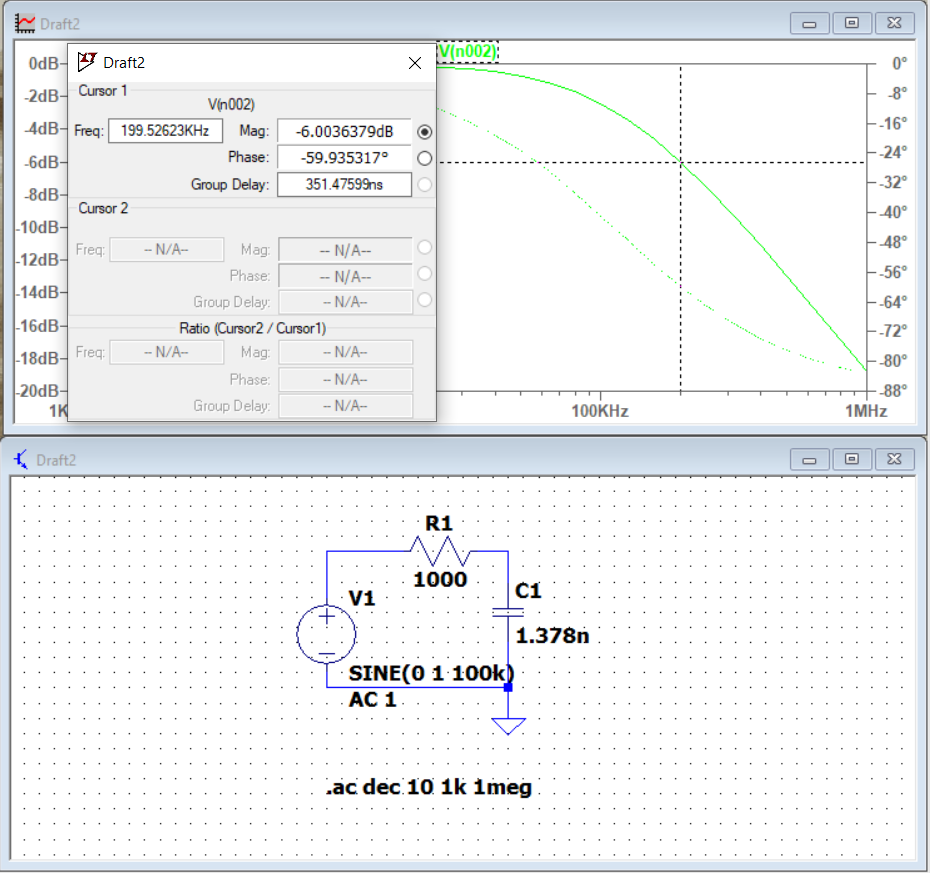 Draft2
V(n002)
Draft2
Cursor 1
V(n002)
Freq: 199.52623KHz Mag: -6.0036379dB
Phase: -59.935317°
Group Delay: 351.47599ns
Cursor 2
Freq: -- N/A-- Mag: -- N/A--
Phase: -- N/A--
Group Delay: -- N/A--
Ratio (Cursor2 / Cursor1)
Freq: -- N/A-- Mag: -- N/A--
Phase: -- N/A--
Group Delay: -- N/A--
0dB
-2dB
-4dB
-6dB
-8dB
-10dB
-12dB
-14dB
-16dB
-18dB
-20dB
0°
-8°
-16°
-24°
-32°
-40°
-48°
-56°
-64°
-72°
-80°
-88°
100KHz 1MHz
Draft2
R1
1000
C1
V1
1.378n
SINE(0 1 100k)
AC 1
.ac dec 10 1k 1meg